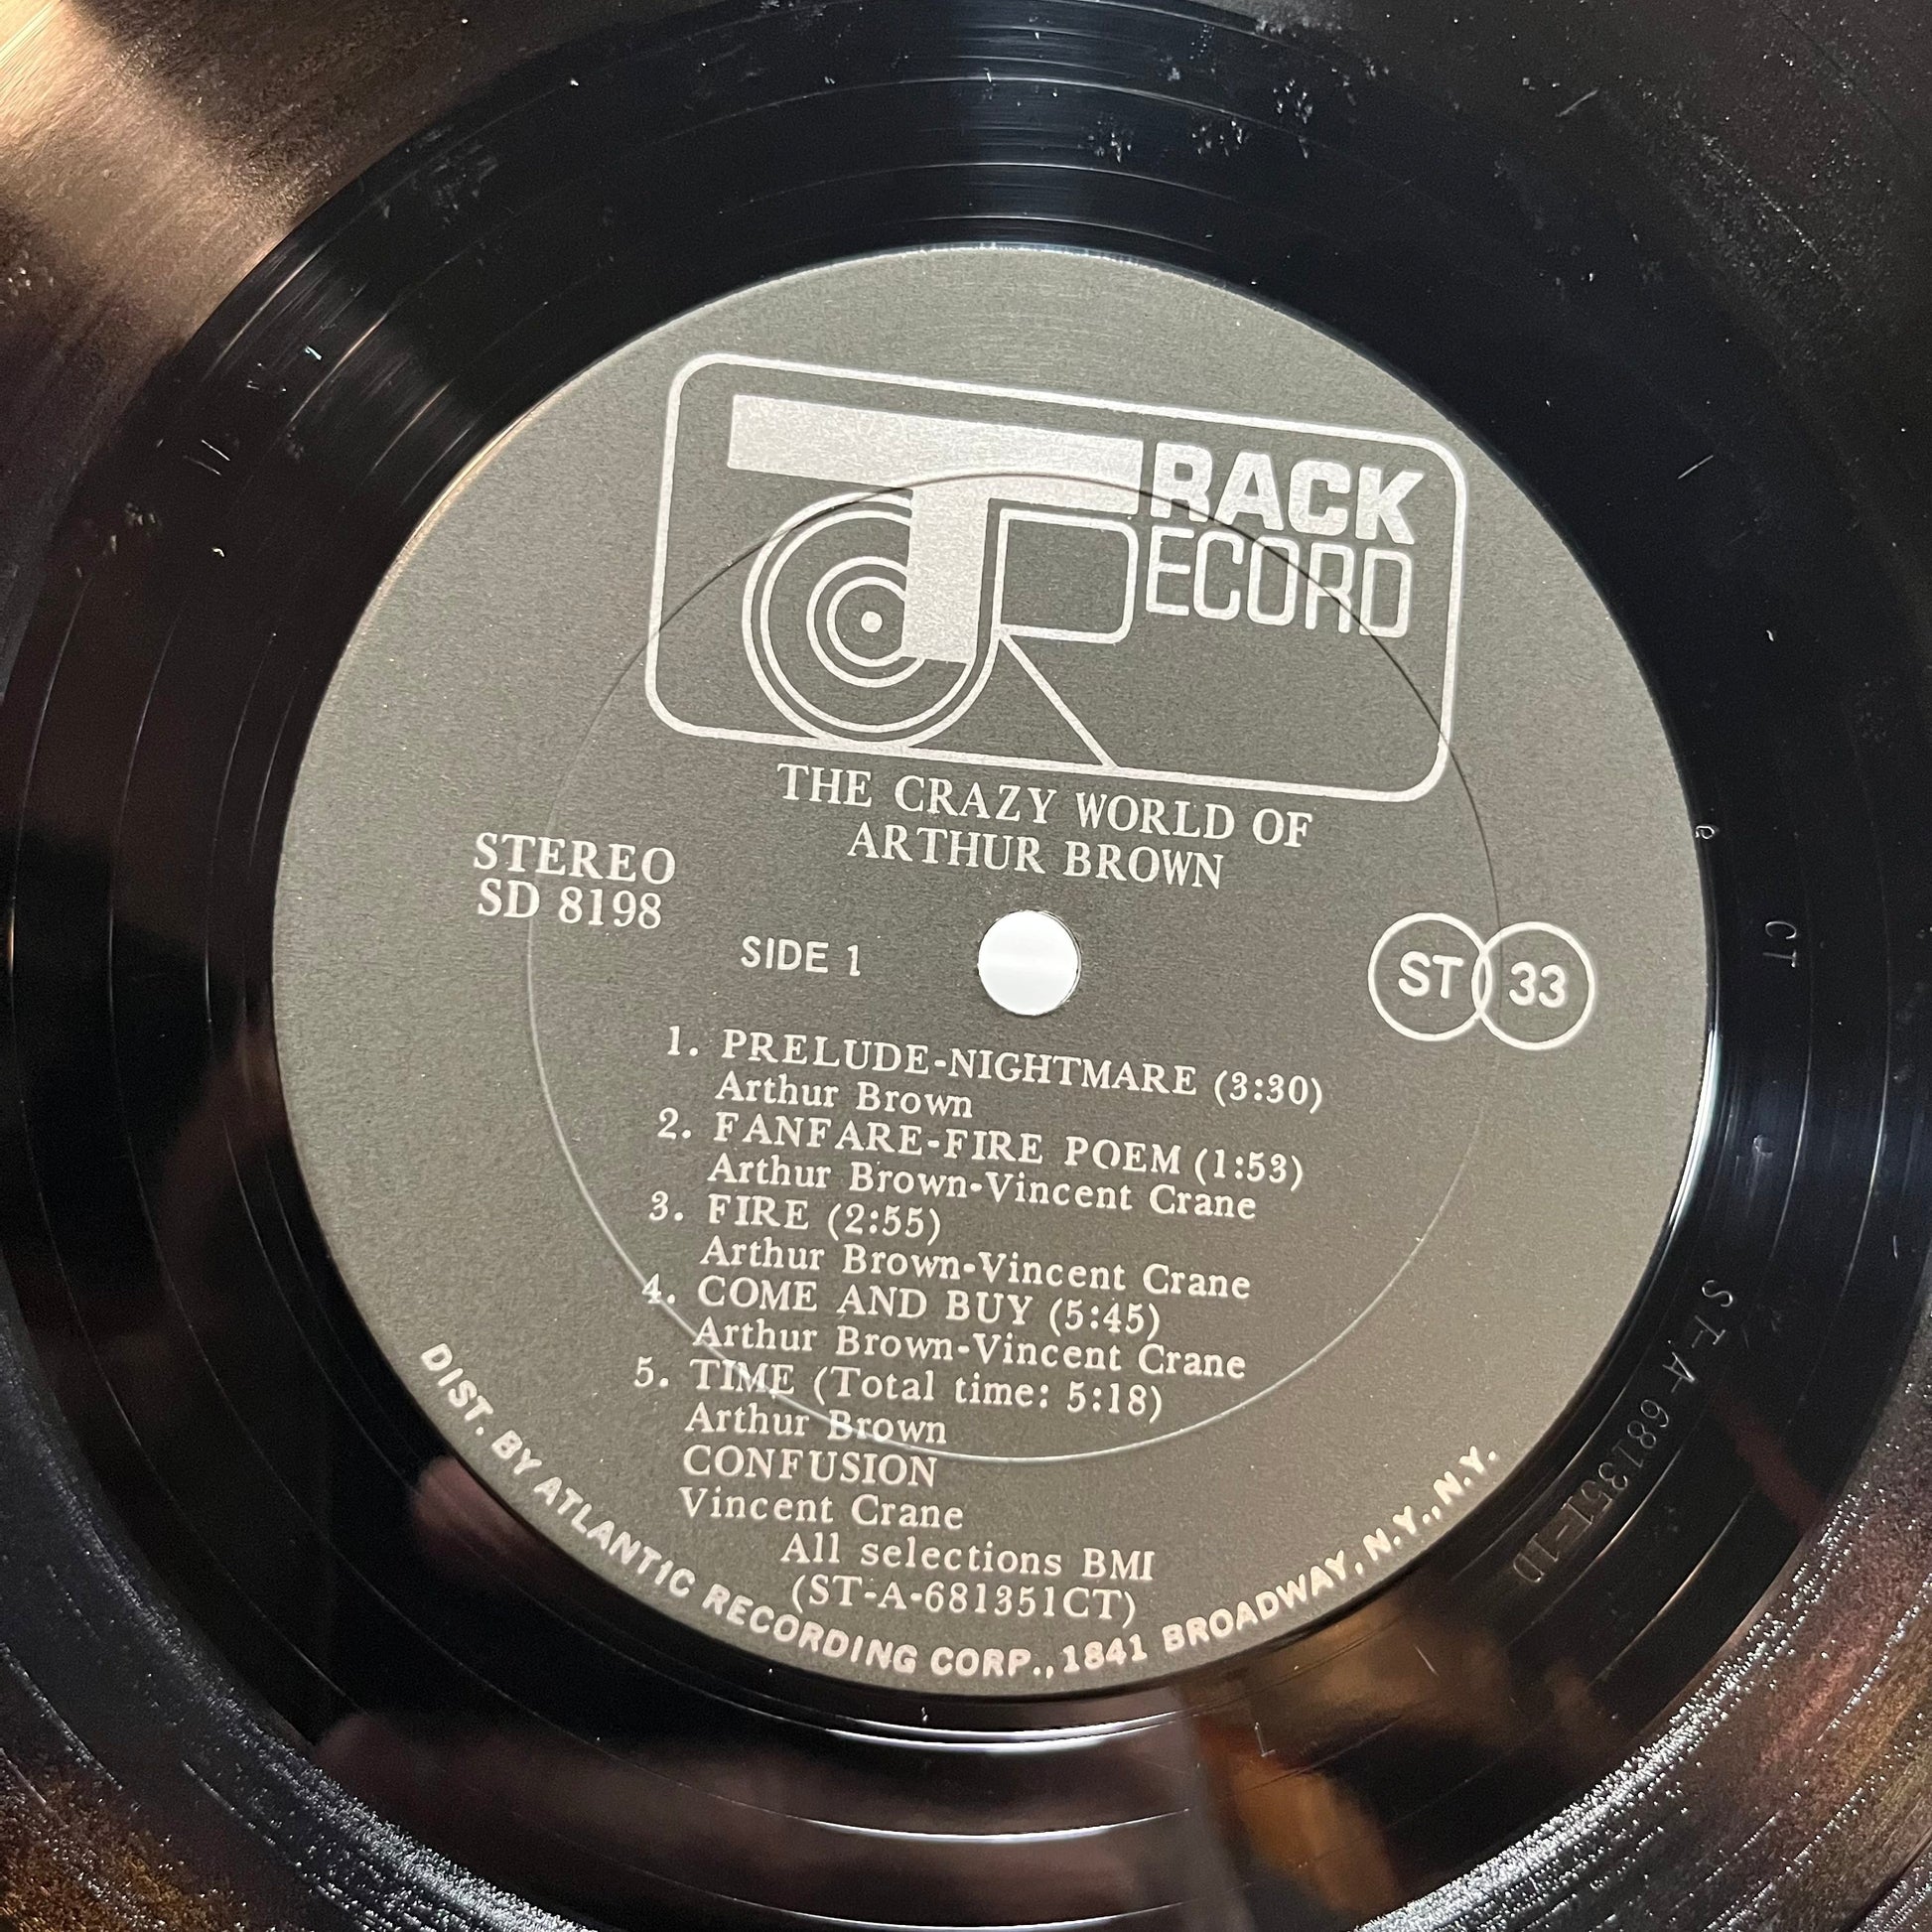 TRACK
RECORD
THE CRAZY WORLD OF
ARTHUR BROWN
STEREO
SD 8198
SIDE 1
ST 33
1. PRELUDE-NIGHTMARE (3:30)
Arthur Brown
2. FANFARE-FIRE POEM (1:53)
Arthur Brown-Vincent Crane
3. FIRE (2:55)
Arthur Brown-Vincent Crane
4. COME AND BUY (5:45)
Arthur Brown-Vincent Crane
5. TIME (Total time: 5:18)
Arthur Brown
CONFUSION
Vincent Crane
All selections BMI
(ST-A-681351CT)
DIST. BY ATLANTIC RECORDING CORP., 1841 BROADWAY, N.Y., N.Y.
CT